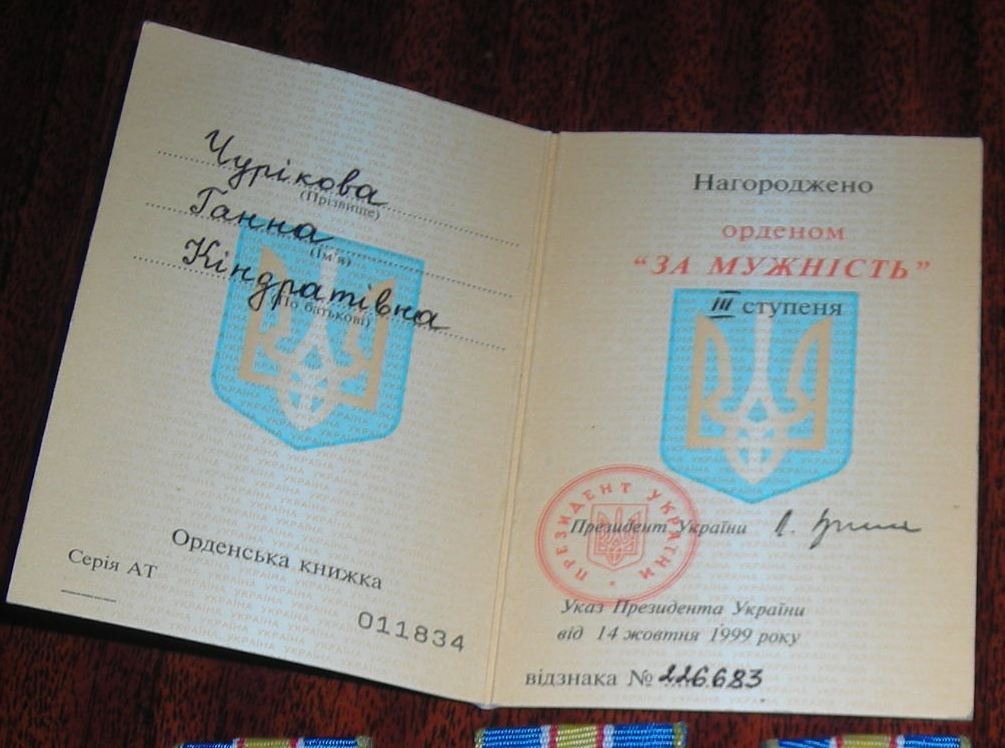 Чурікова
(Прізвище)
Ганна
(Ім'я)
Кіндратівна
(По батькові)
Орденська книжка
Серія АТ
011834
Нагороджено
орденом
“ЗА МУЖНІСТЬ”
III ступеня
Президент України
ПРЕЗИДЕНТ УКРАЇНИ
Указ Президента України
від 14 жовтня 1999 року
відзнака № 226683